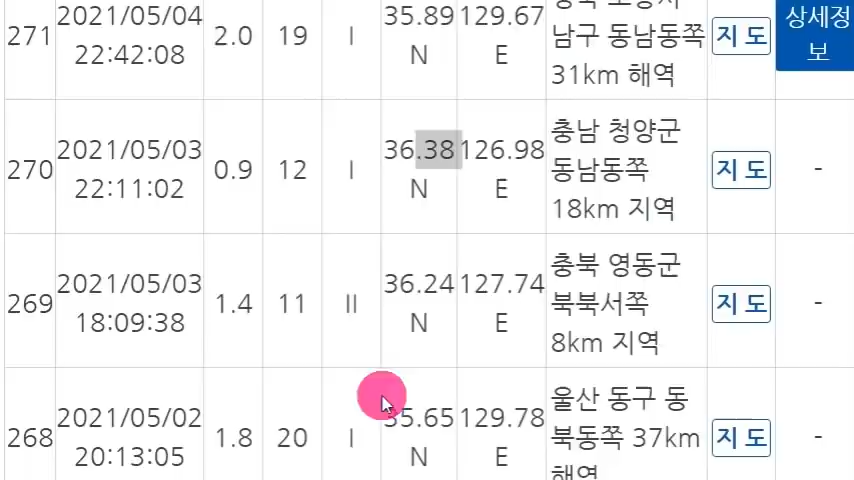 271 2021/05/04 22:42:08 2.0 19 Ⅰ 35.89 N 129.67 E 남구 동남동쪽 31km 해역 지도 상세정보
270 2021/05/03 22:11:02 0.9 12 Ⅰ 36.38 N 126.98 E 충남 청양군 동남동쪽 18km 지역 지도 -
269 2021/05/03 18:09:38 1.4 11 Ⅱ 36.24 N 127.74 E 충북 영동군 북북서쪽 8km 지역 지도 -
268 2021/05/02 20:13:05 1.8 20 Ⅰ 35.65 N 129.78 E 울산 동구 동북동쪽 37km 해역 지도 -